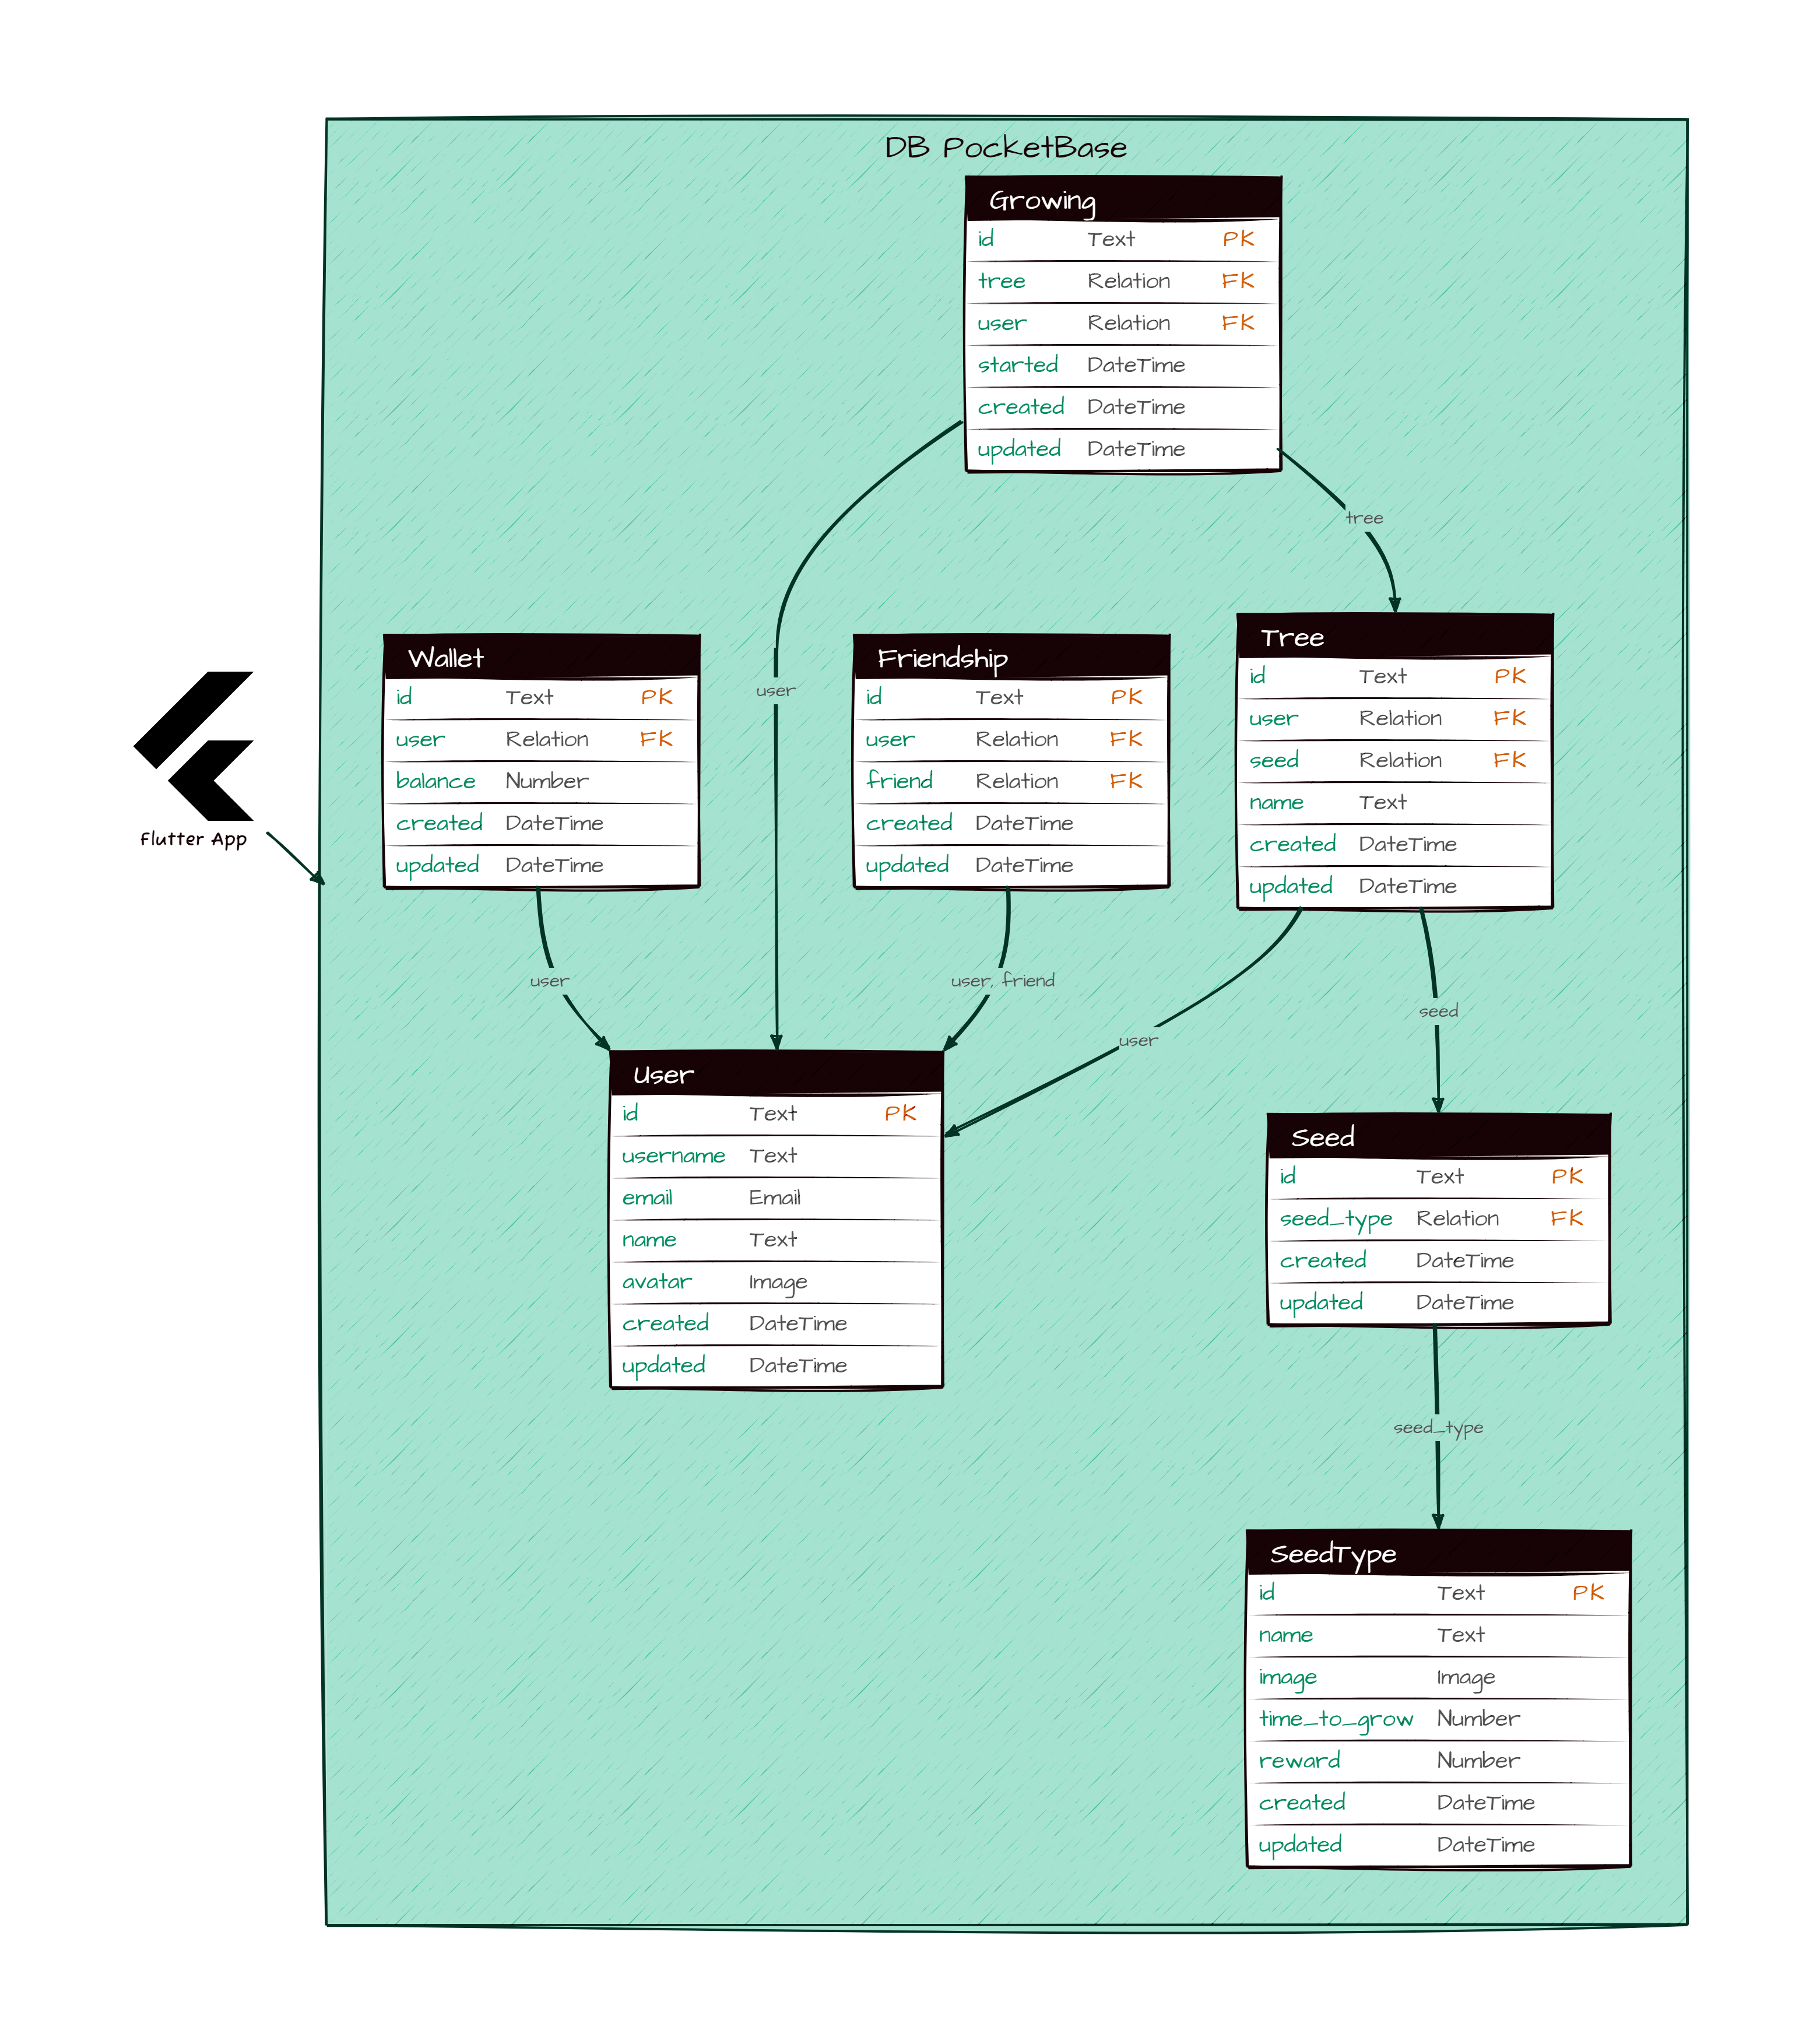 DB PocketBase
Growing
id Text PK
tree Relation FK
user Relation FK
started DateTime
created DateTime
updated DateTime
tree
user
Wallet
id Text PK
user Relation FK
balance Number
created DateTime
updated DateTime
Friendship
id Text PK
user Relation FK
friend Relation FK
created DateTime
updated DateTime
Tree
id Text PK
user Relation FK
seed Relation FK
name Text
created DateTime
updated DateTime
Flutter App
user
user, friend
user
seed
User
id Text PK
username Text
email Email
name Text
avatar Image
created DateTime
updated DateTime
Seed
id Text PK
seed_type Relation FK
created DateTime
updated DateTime
seed_type
SeedType
id Text PK
name Text
image Image
time_to_grow Number
reward Number
created DateTime
updated DateTime